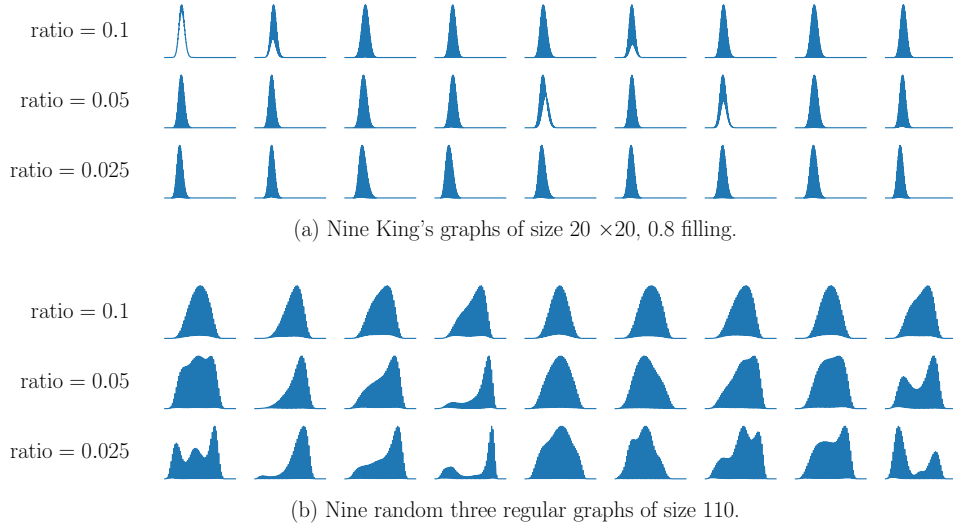 ratio = 0.1
ratio = 0.05
ratio = 0.025
(a) Nine King's graphs of size 20 ×20, 0.8 filling.
ratio = 0.1
ratio = 0.05
ratio = 0.025
(b) Nine random three regular graphs of size 110.